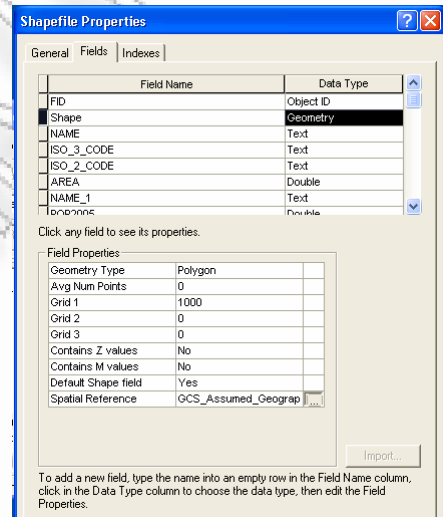 Shapefile Properties
General Fields Indexes
Field Name Data Type
FID Object ID
Shape Geometry
NAME Text
ISO_3_CODE Text
ISO_2_CODE Text
AREA Double
NAME_1 Text
POP2005 Double
Click any field to see its properties.
Field Properties
Geometry Type Polygon
Avg Num Points 0
Grid 1 1000
Grid 2 0
Grid 3 0
Contains Z values No
Contains M values No
Default Shape field Yes
Spatial Reference GCS_Assumed_Geograp ...
Import...
To add a new field, type the name into an empty row in the Field Name column,
click in the Data Type column to choose the data type, then edit the Field
Properties.